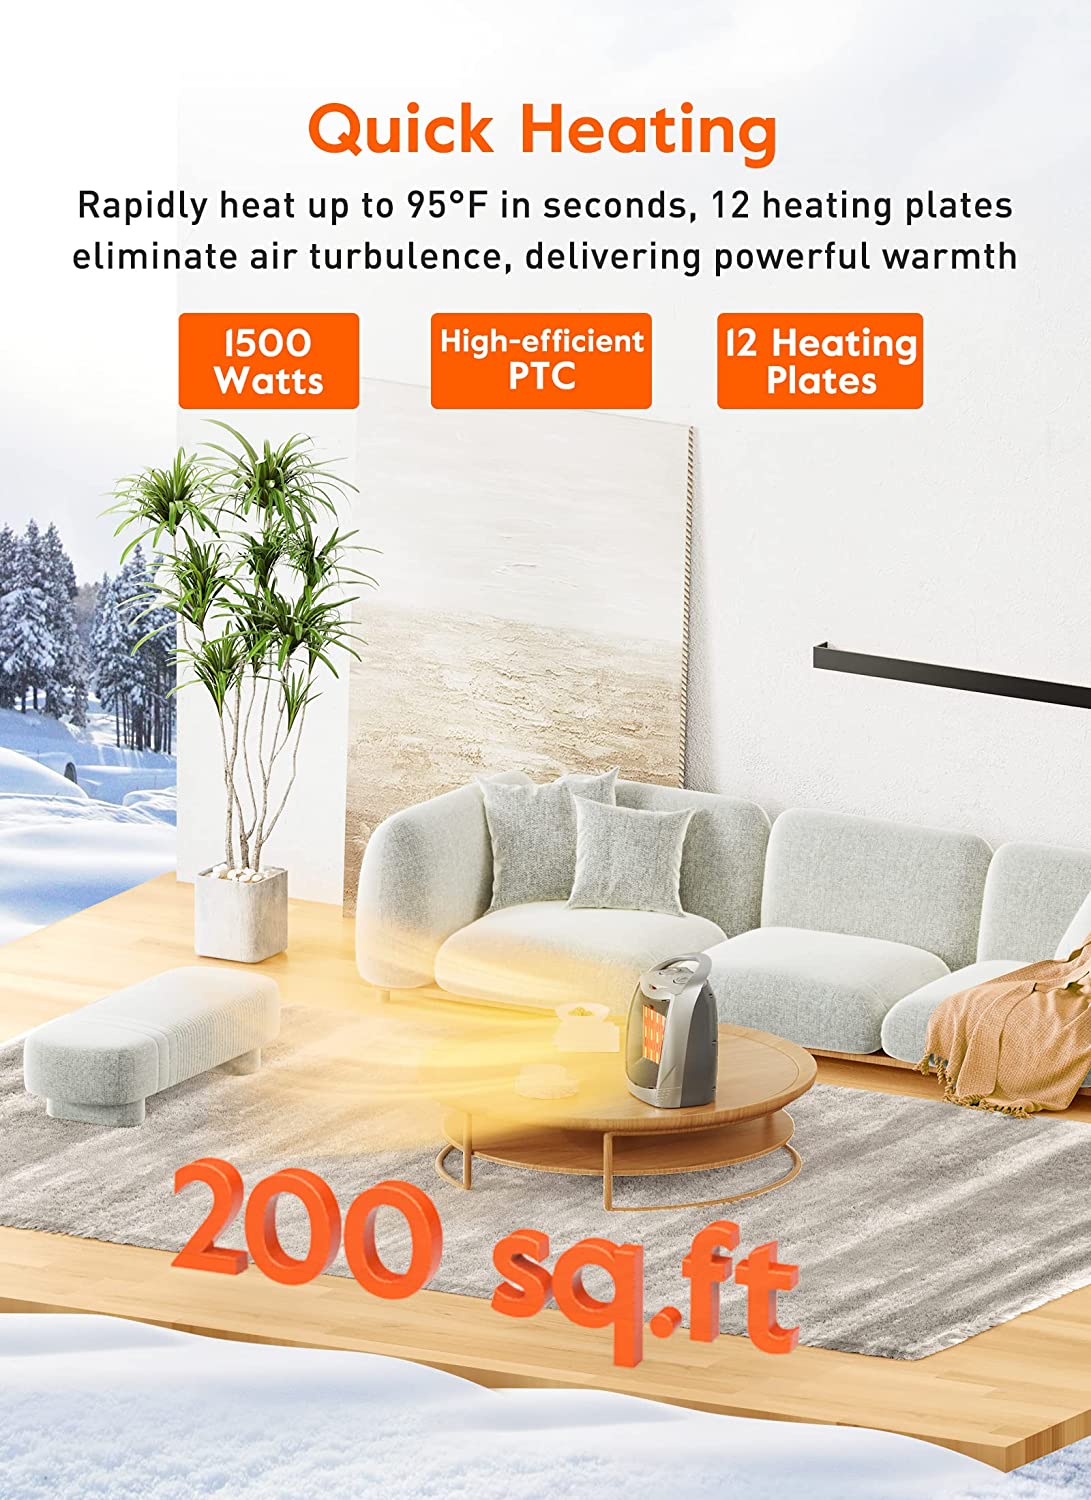 Quick Heating
Rapidly heat up to 95°F in seconds, 12 heating plates
eliminate air turbulence, delivering powerful warmth
1500
Watts
High-efficient
PTC
12 Heating
Plates
200 sq.ft